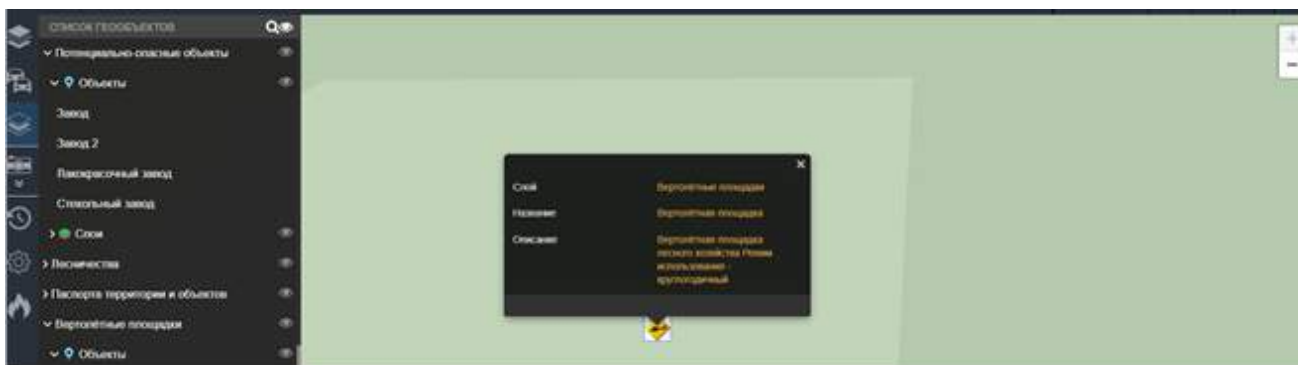 СПИСОК ГЕООБЪЕКТОВ
Потенциально-опасные объекты
Объекты
Завод
Завод 2
Лакокрасочный завод
Стекольный завод
Слои
Лесничества
Паспорта территории и объектов
Вертолётные площадки
Объекты
Слой Вертолётные площадки
Название Вертолётная площадка
Описание Вертолётная площадка
лесного хозяйства Режим
использования -
круглогодичный